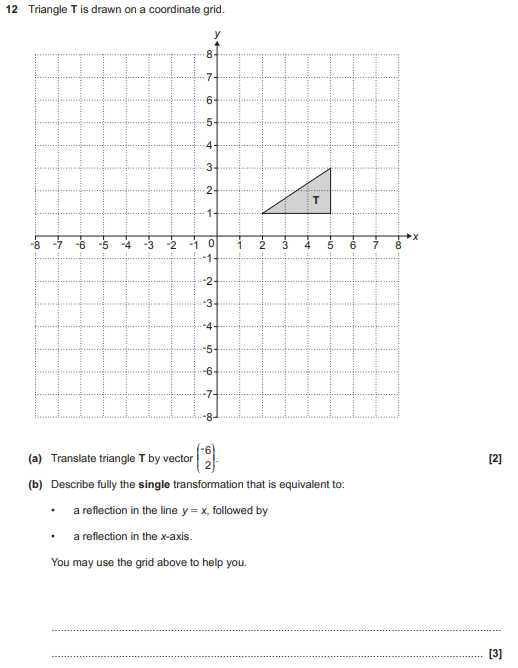 12 Triangle T is drawn on a coordinate grid.
y
8
7
6
5
4
3
2
T
1
-8 -7 -6 -5 -4 -3 -2 -1 0 1 2 3 4 5 6 7 8 x
-1
-2
-3
-4
-5
-6
-7
-8
(a) Translate triangle T by vector (-6 2). [2]
(b) Describe fully the single transformation that is equivalent to:
• a reflection in the line y = x, followed by
• a reflection in the x-axis.
You may use the grid above to help you.
[3]